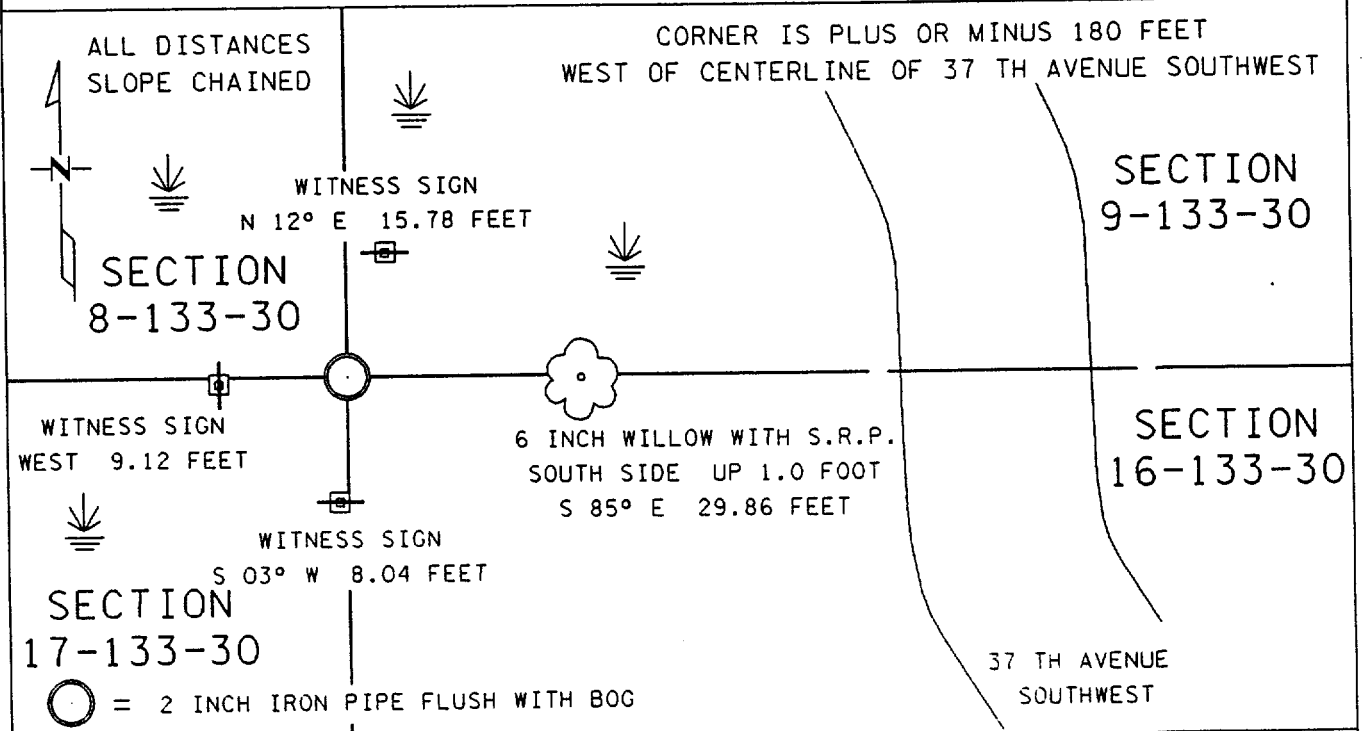 ALL DISTANCES
SLOPE CHAINED
CORNER IS PLUS OR MINUS 180 FEET
WEST OF CENTERLINE OF 37 TH AVENUE SOUTHWEST
N
WITNESS SIGN
N 12° E 15.78 FEET
SECTION
9-133-30
SECTION
8-133-30
WITNESS SIGN
WEST 9.12 FEET
6 INCH WILLOW WITH S.R.P.
SOUTH SIDE UP 1.0 FOOT
S 85° E 29.86 FEET
SECTION
16-133-30
WITNESS SIGN
S 03° W 8.04 FEET
SECTION
17-133-30
37 TH AVENUE
SOUTHWEST
= 2 INCH IRON PIPE FLUSH WITH BOG